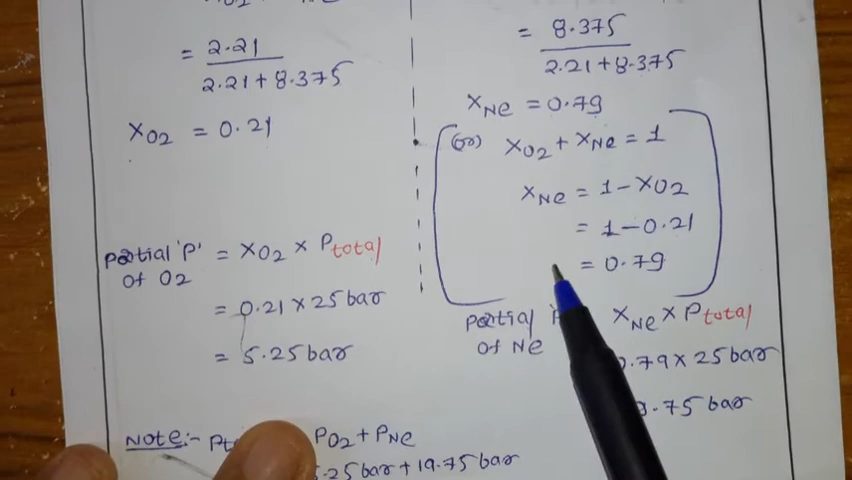 = 2.21
2.21+8.375
X O2 = 0.21
Partial 'P' of O2 = X O2 × P total
= 0.21 × 25 bar
= 5.25 bar
= 8.375
2.21+8.375
X Ne = 0.79
(or) X O2 + X Ne = 1
X Ne = 1 - X O2
= 1 - 0.21
= 0.79
Partial of Ne X Ne × P total
0.79 × 25 bar
.75 bar
Note:- P O2 + P Ne
5.25 bar + 19.75 bar